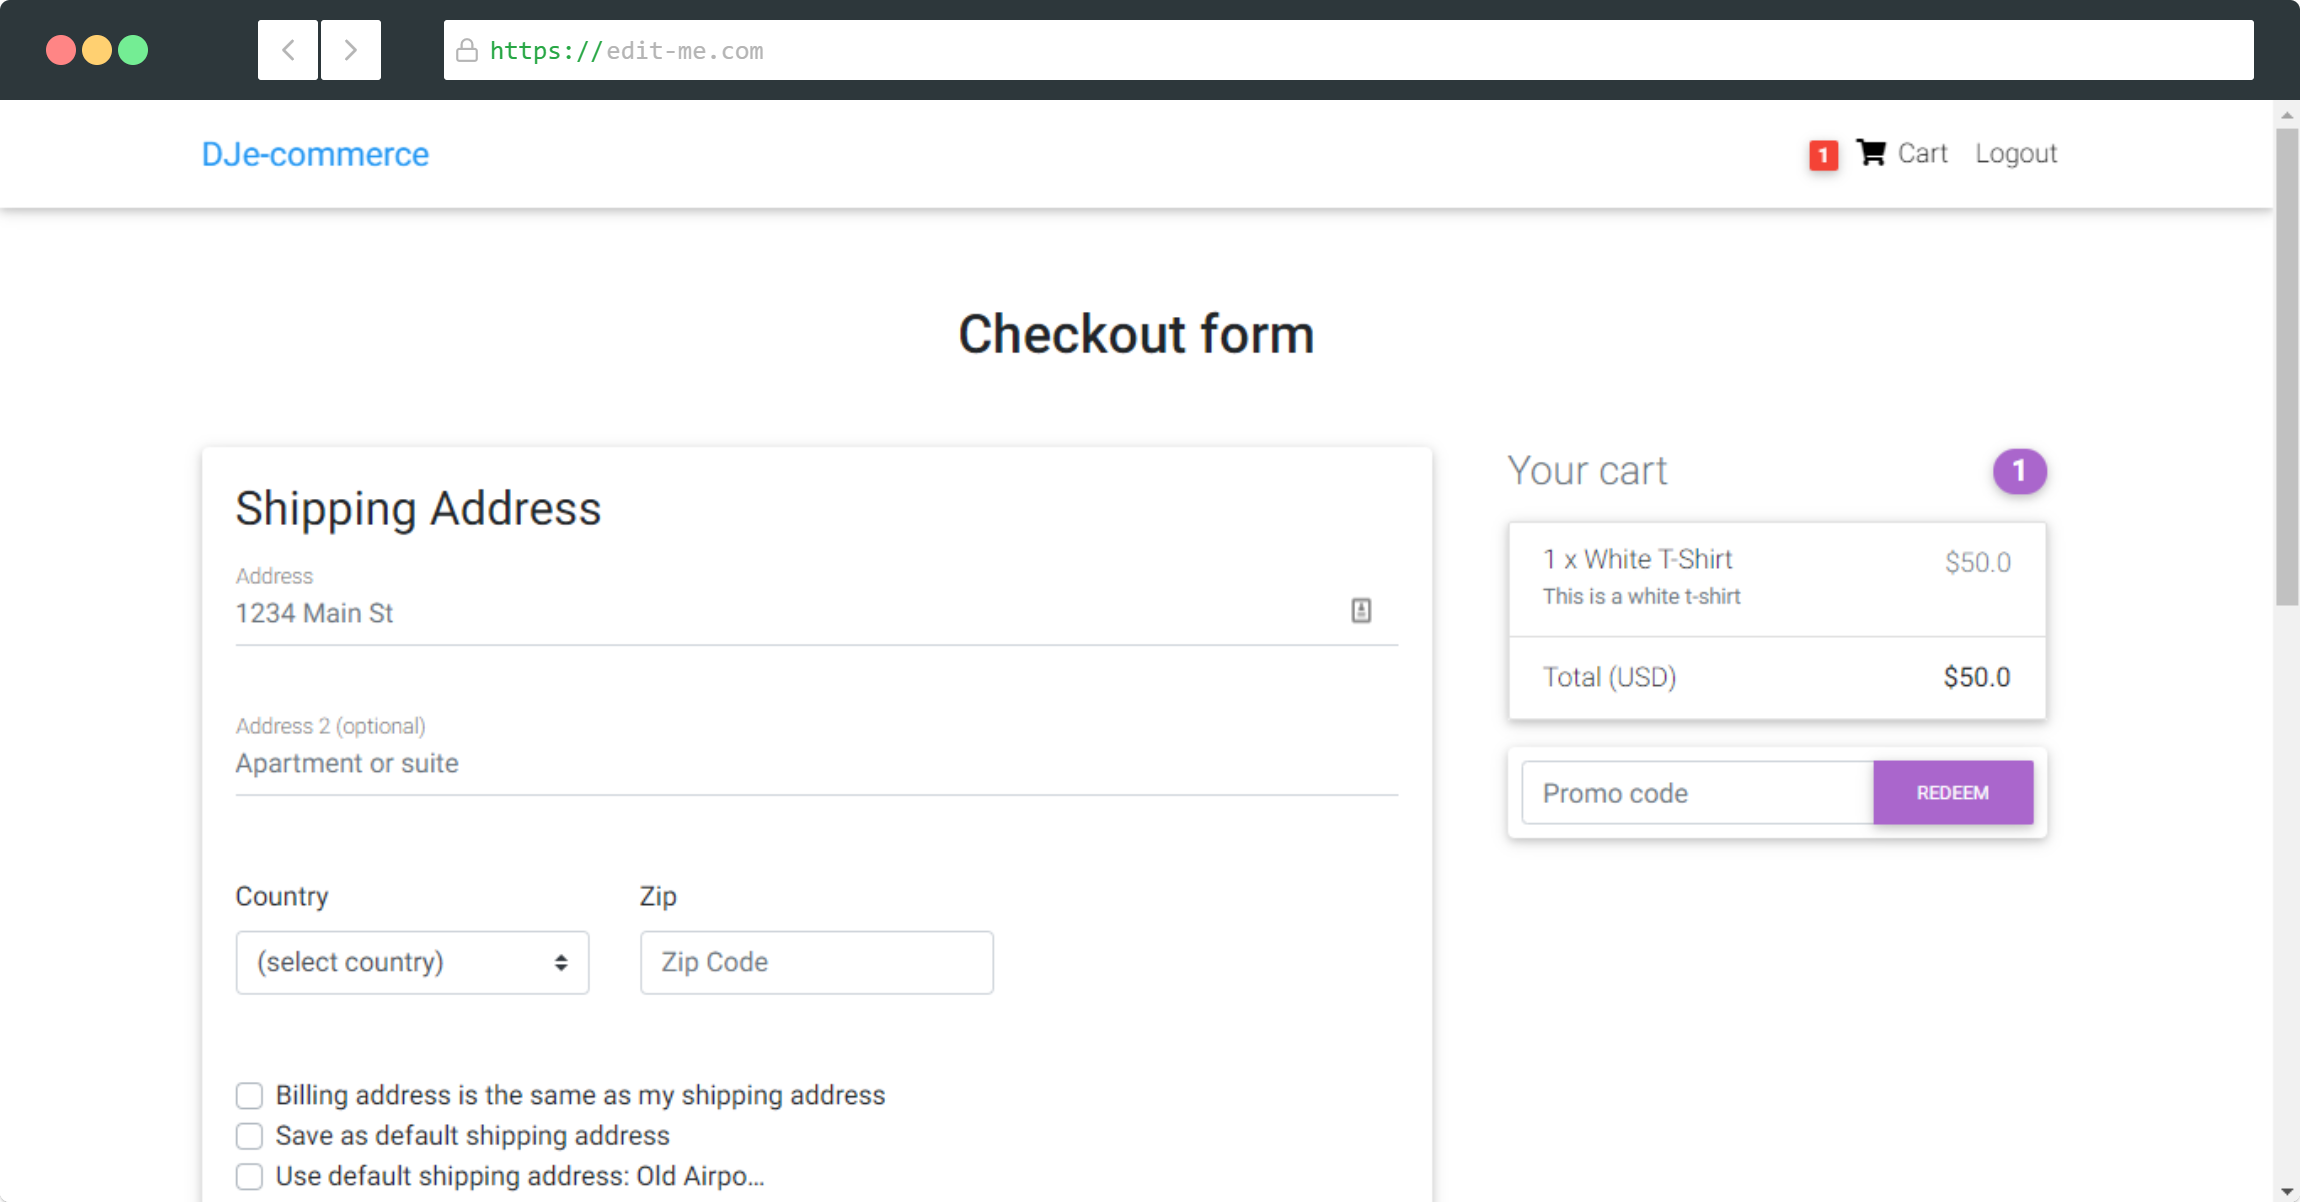 https://edit-me.com
DJe-commerce
1 Cart Logout
Checkout form
Shipping Address
Address
1234 Main St
Address 2 (optional)
Apartment or suite
Country Zip
(select country) Zip Code
Billing address is the same as my shipping address
Save as default shipping address
Use default shipping address: Old Airpo...
Your cart 1
1 x White T-Shirt $50.0
This is a white t-shirt
Total (USD) $50.0
Promo code REDEEM